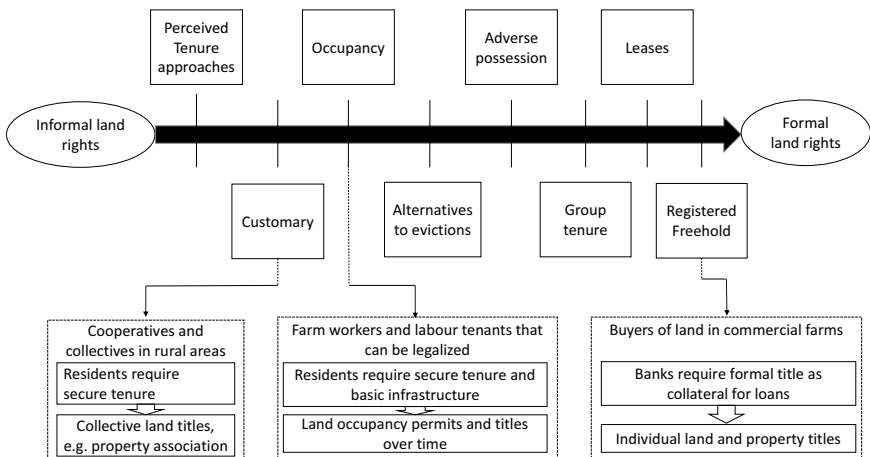 Perceived
Tenure
approaches
Occupancy
Adverse
possession
Leases
Informal land
rights
Formal
land rights
Customary
Alternatives
to evictions
Group
tenure
Registered
Freehold
Cooperatives and
collectives in rural areas
Residents require
secure tenure
Collective land titles,
e.g. property association
Farm workers and labour tenants that
can be legalized
Residents require secure tenure and
basic infrastructure
Land occupancy permits and titles
over time
Buyers of land in commercial farms
Banks require formal title as
collateral for loans
Individual land and property titles